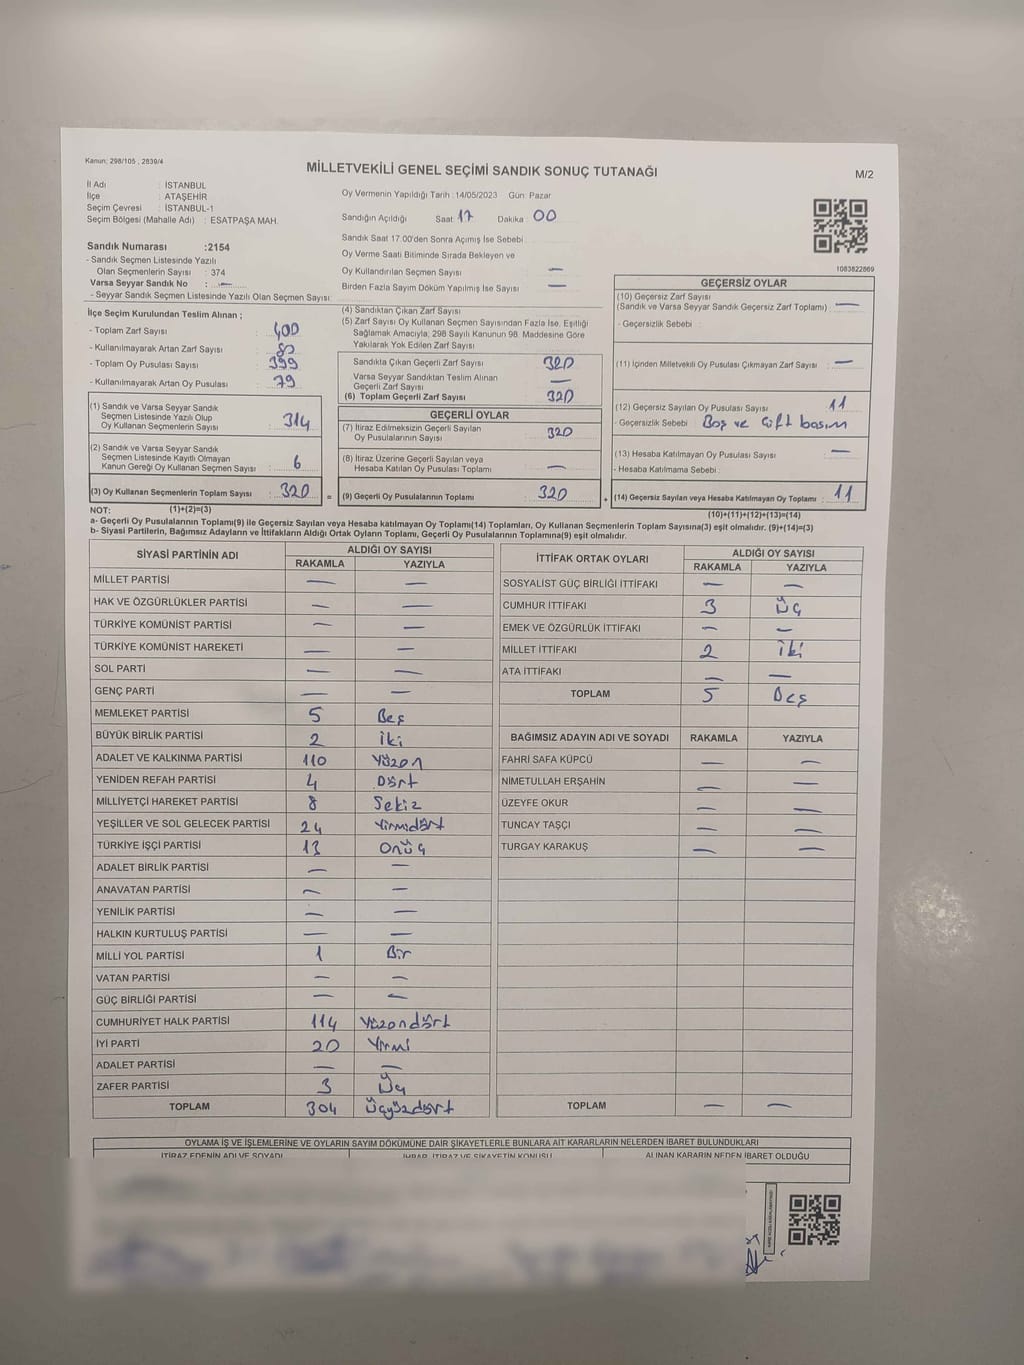 Kanun; 298/105 , 2839/4
MİLLETVEKİLİ GENEL SEÇİMİ SANDIK SONUÇ TUTANAĞI
M/2
İl Adı : İSTANBUL
İlçe : ATAŞEHİR
Seçim Çevresi : İSTANBUL-1
Seçim Bölgesi (Mahalle Adı) : ESATPAŞA MAH.
Oy Vermenin Yapıldığı Tarih :14/05/2023 Gün: Pazar
Sandığın Açıldığı Saat: 17 Dakika: 00
Sandık Saat 17.00'den Sonra Açılmış İse Sebebi
Oy Verme Saati Bitiminde Sırada Bekleyen ve
Oy Kullandırılan Seçmen Sayısı : —
Birden Fazla Sayım Döküm Yapılmış İse Sayısı : —
1083822869
Sandık Numarası :2154
- Sandık Seçmen Listesinde Yazılı
Olan Seçmenlerin Sayısı : 374
Varsa Seyyar Sandık No : —
- Seyyar Sandık Seçmen Listesinde Yazılı Olan Seçmen Sayısı:
İlçe Seçim Kurulundan Teslim Alınan ;
- Toplam Zarf Sayısı : 400
- Kullanılmayarak Artan Zarf Sayısı : 80
- Toplam Oy Pusulası Sayısı : 399
- Kullanılmayarak Artan Oy Pusulası : 79
(1) Sandık ve Varsa Seyyar Sandık
Seçmen Listesinde Yazılı Olup
Oy Kullanan Seçmenlerin Sayısı : 314
(2) Sandık ve Varsa Seyyar Sandık
Seçmen Listesinde Kayıtlı Olmayan
Kanun Gereği Oy Kullanan Seçmen Sayısı : 6
(3) Oy Kullanan Seçmenlerin Toplam Sayısı : 320
(4) Sandıktan Çıkan Zarf Sayısı
(5) Zarf Sayısı Oy Kullanan Seçmen Sayısından Fazla İse, Eşitliği
Sağlamak Amacıyla; 298 Sayılı Kanunun 98. Maddesine Göre
Yakılarak Yok Edilen Zarf Sayısı
Sandıkta Çıkan Geçerli Zarf Sayısı : 320
Varsa Seyyar Sandıktan Teslim Alınan
Geçerli Zarf Sayısı : —
(6) Toplam Geçerli Zarf Sayısı : 320
GEÇERLİ OYLAR
(7) İtiraz Edilmeksizin Geçerli Sayılan
Oy Pusulalarının Sayısı : 320
(8) İtiraz Üzerine Geçerli Sayılan veya
Hesaba Katılan Oy Pusulası Toplamı : —
= (9) Geçerli Oy Pusulalarının Toplamı : 320 +
GEÇERSİZ OYLAR
(10) Geçersiz Zarf Sayısı
(Sandık ve Varsa Seyyar Sandık Geçersiz Zarf Toplamı) : —
- Geçersizlik Sebebi :
(11) İçinden Milletvekili Oy Pusulası Çıkmayan Zarf Sayısı : —
(12) Geçersiz Sayılan Oy Pusulası Sayısı : 11
- Geçersizlik Sebebi : Boş ve Çift basım
(13) Hesaba Katılmayan Oy Pusulası Sayısı : —
- Hesaba Katılmama Sebebi :
(14) Geçersiz Sayılan veya Hesaba Katılmayan Oy Toplamı : 11
NOT: (1)+(2)=(3)
(10)+(11)+(12)+(13)=(14)
a- Geçerli Oy Pusulasının Toplamı(9) ile Geçersiz Sayılan veya Hesaba katılmayan Oy Toplamı(14) Toplamları, Oy Kullanan Seçmenlerin Toplam Sayısına(3) eşit olmalıdır. (9)+(14)=(3)
b- Siyasi Partilerin, Bağımsız Adayların ve İttifakların Aldığı Ortak Oyların Toplamı, Geçerli Oy Pusulalarının Toplamına(9) eşit olmalıdır.
SİYASİ PARTİNİN ADI ALDIĞI OY SAYISI
RAKAMLA YAZIYLA
MİLLET PARTİSİ — —
HAK VE ÖZGÜRLÜKLER PARTİSİ — —
TÜRKİYE KOMÜNİST PARTİSİ — —
TÜRKİYE KOMÜNİST HAREKETİ — —
SOL PARTİ — —
GENÇ PARTİ — —
MEMLEKET PARTİSİ 5 Beş
BÜYÜK BİRLİK PARTİSİ 2 İki
ADALET VE KALKINMA PARTİSİ 110 Yüzon
YENİDEN REFAH PARTİSİ 4 Dört
MİLLİYETÇİ HAREKET PARTİSİ 8 Sekiz
YEŞİLLER VE SOL GELECEK PARTİSİ 24 Yirmidört
TÜRKİYE İŞÇİ PARTİSİ 13 Onüç
ADALET BİRLİK PARTİSİ — —
ANAVATAN PARTİSİ — —
YENİLİK PARTİSİ — —
HALKIN KURTULUŞ PARTİSİ — —
MİLLİ YOL PARTİSİ 1 Bir
VATAN PARTİSİ — —
GÜÇ BİRLİĞİ PARTİSİ — —
CUMHURİYET HALK PARTİSİ 114 Yüzondört
İYİ PARTİ 20 Yirmi
ADALET PARTİSİ — —
ZAFER PARTİSİ 3 Üç
TOPLAM 304 Üçyüzdört
İTTİFAK ORTAK OYLARI ALDIĞI OY SAYISI
RAKAMLA YAZIYLA
SOSYALİST GÜÇ BİRLİĞİ İTTİFAKI — —
CUMHUR İTTİFAKI 3 Üç
EMEK VE ÖZGÜRLÜK İTTİFAKI — —
MİLLET İTTİFAKI 2 İki
ATA İTTİFAKI — —
TOPLAM 5 Beş
BAĞIMSIZ ADAYIN ADI VE SOYADI RAKAMLA YAZIYLA
FAHRİ SAFA KÜPCÜ — —
NİMETULLAH ERŞAHİN — —
ÜZEYFE OKUR — —
TUNCAY TAŞÇI — —
TURGAY KARAKUŞ — —
TOPLAM — —
OYLAMA İŞ VE İŞLEMLERİNE VE OYLARIN SAYIM DÖKÜMÜNE DAİR ŞİKAYETLERLE BUNLARA AİT KARARLARIN NELERDEN İBARET BULUNDUKLARI
İTİRAZ EDENİN ADI VE SOYADI İHBAR, İTİRAZ VE ŞİKAYETİN KONUSU ALINAN KARARIN NEDEN İBARET OLDUĞU